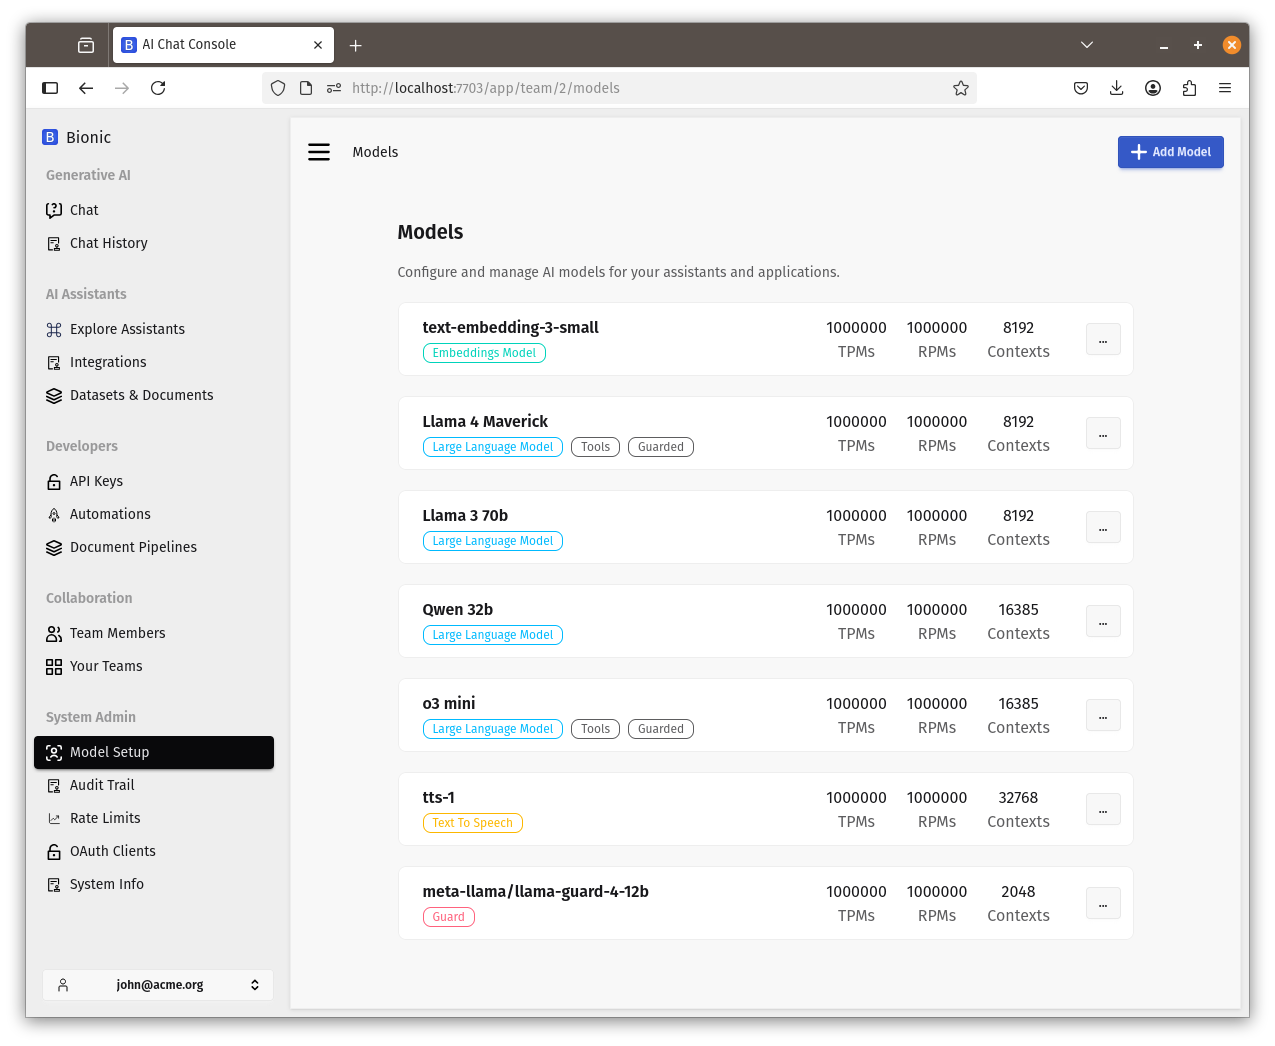 AI Chat Console
http://localhost:7703/app/team/2/models
Bionic
Generative AI
Chat
Chat History
AI Assistants
Explore Assistants
Integrations
Datasets & Documents
Developers
API Keys
Automations
Document Pipelines
Collaboration
Team Members
Your Teams
System Admin
Model Setup
Audit Trail
Rate Limits
OAuth Clients
System Info
john@acme.org
Models
Add Model
Models
Configure and manage AI models for your assistants and applications.
text-embedding-3-small 1000000 1000000 8192
Embeddings Model TPMs RPMs Contexts ...
Llama 4 Maverick 1000000 1000000 8192
Large Language Model Tools Guarded TPMs RPMs Contexts ...
Llama 3 70b 1000000 1000000 8192
Large Language Model TPMs RPMs Contexts ...
Qwen 32b 1000000 1000000 16385
Large Language Model TPMs RPMs Contexts ...
o3 mini 1000000 1000000 16385
Large Language Model Tools Guarded TPMs RPMs Contexts ...
tts-1 1000000 1000000 32768
Text To Speech TPMs RPMs Contexts ...
meta-llama/llama-guard-4-12b 1000000 1000000 2048
Guard TPMs RPMs Contexts ...